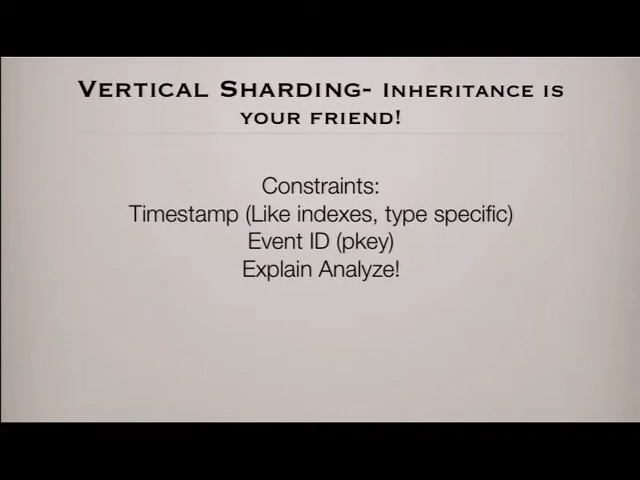 Vertical Sharding- Inheritance is
your friend!
Constraints:
Timestamp (Like indexes, type specific)
Event ID (pkey)
Explain Analyze!